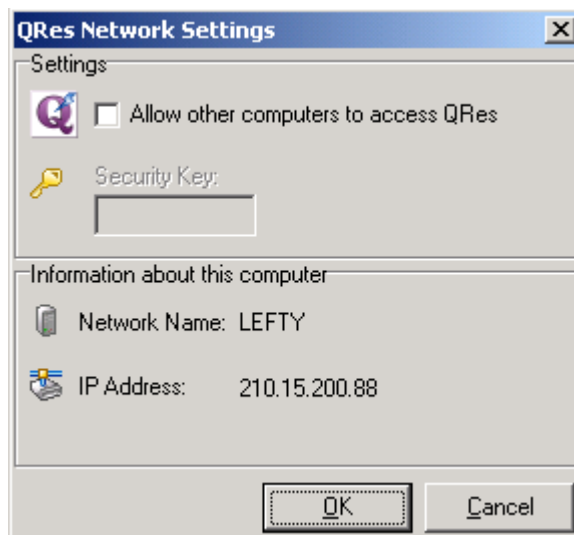 QRes Network Settings
Settings
Allow other computers to access QRes
Security Key:
Information about this computer
Network Name: LEFTY
IP Address: 210.15.200.88
OK Cancel